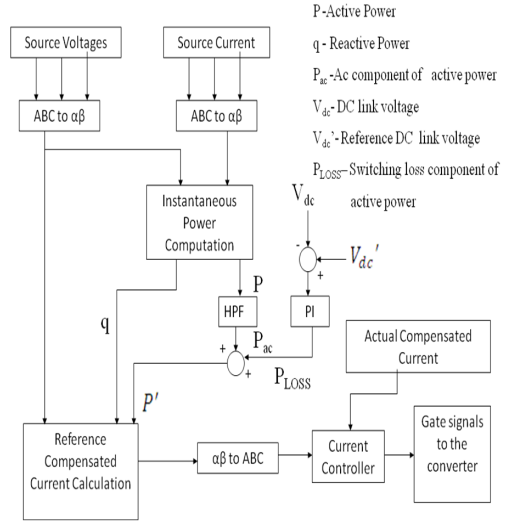 P-Active Power
q - Reactive Power
Pac -Ac component of active power
Vdc- DC link voltage
Vdc'- Reference DC link voltage
PLOSS– Switching loss component of
active power
Source Voltages
Source Current
ABC to αβ
ABC to αβ
Instantaneous
Power
Computation
Vdc
-
Vdc'
+
P
HPF
PI
q
Pac
+
+
PLOSS
P'
Actual Compensated
Current
Reference
Compensated
Current Calculation
αβ to ABC
Current
Controller
Gate signals
to the
converter